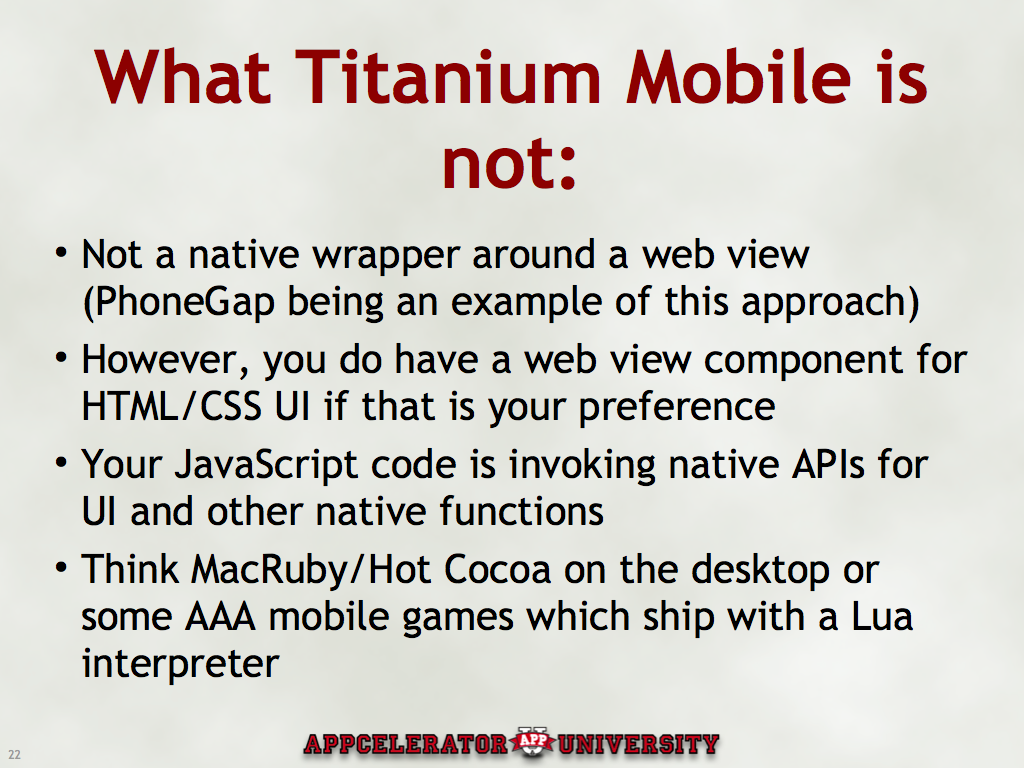 What Titanium Mobile is
not:
• Not a native wrapper around a web view
(PhoneGap being an example of this approach)
• However, you do have a web view component for
HTML/CSS UI if that is your preference
• Your JavaScript code is invoking native APIs for
UI and other native functions
• Think MacRuby/Hot Cocoa on the desktop or
some AAA mobile games which ship with a Lua
interpreter
22
APPCELERATOR U APP UNIVERSITY